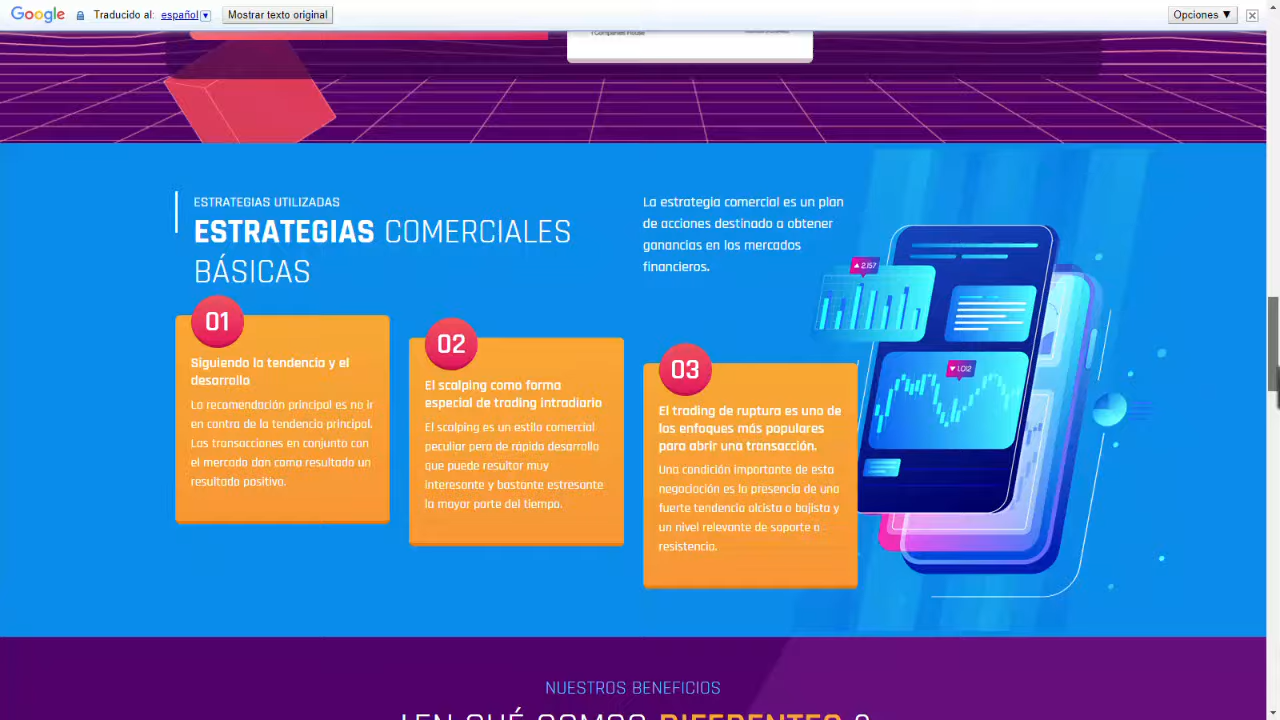 Google Traducido al: español Mostrar texto original Opciones ▼
ESTRATEGIAS UTILIZADAS
ESTRATEGIAS COMERCIALES
BÁSICAS
La estrategia comercial es un plan
de acciones destinado a obtener
ganancias en los mercados
financieros.
2.157
1.012
01
Siguiendo la tendencia y el
desarrollo
La recomendación principal es no ir
en contra de la tendencia principal.
Las transacciones en conjunto con
el mercado dan como resultado un
resultado positivo.
02
El scalping como forma
especial de trading intradiario
El scalping es un estilo comercial
peculiar pero de rápido desarrollo
que puede resultar muy
interesante y bastante estresante
la mayor parte del tiempo.
03
El trading de ruptura es uno de
los enfoques más populares
para abrir una transacción.
Una condición importante de esta
negociación es la presencia de una
fuerte tendencia alcista o bajista y
un nivel relevante de soporte o
resistencia.
NUESTROS BENEFICIOS
¿EN QUÉ SOMOS DIFERENTES ?